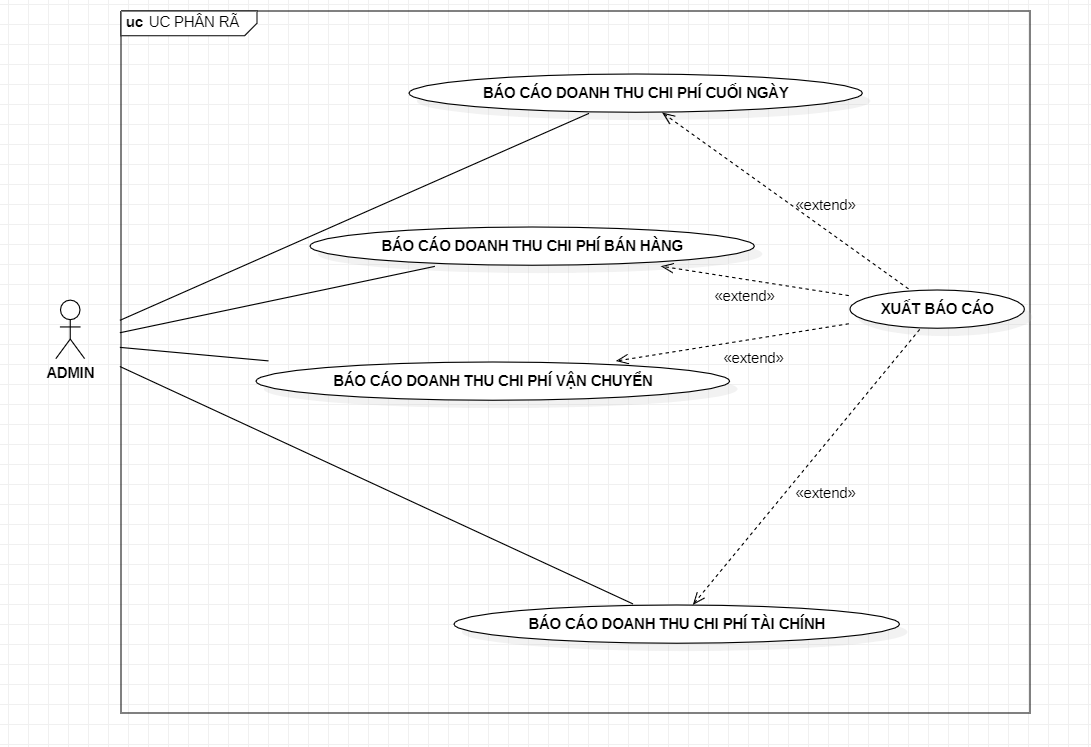 uc UC PHÂN RÃ
BÁO CÁO DOANH THU CHI PHÍ CUỐI NGÀY
«extend»
BÁO CÁO DOANH THU CHI PHÍ BÁN HÀNG
«extend»
XUẤT BÁO CÁO
«extend»
ADMIN
BÁO CÁO DOANH THU CHI PHÍ VẬN CHUYỂN
«extend»
BÁO CÁO DOANH THU CHI PHÍ TÀI CHÍNH